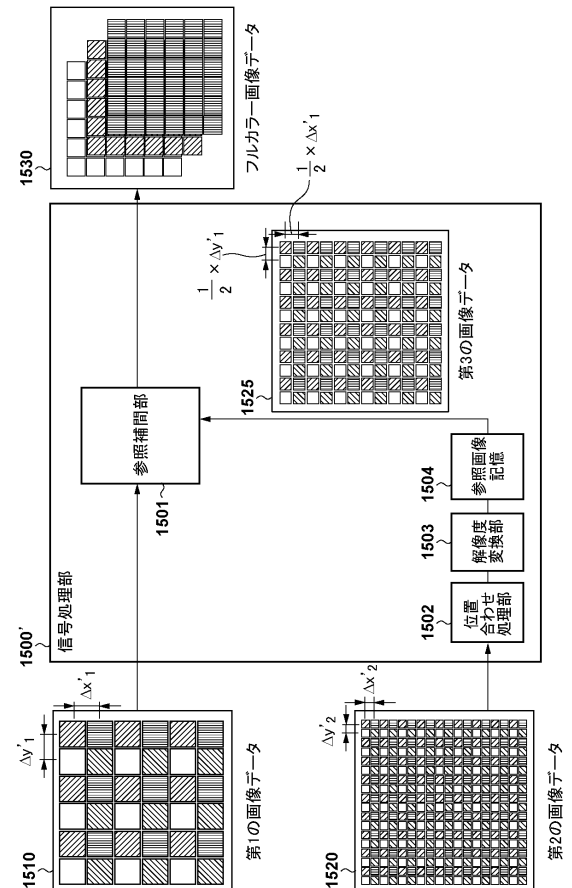 1510
Δy'1
Δx'1
第1の画像データ
1520
Δy'2
Δx'2
第2の画像データ
1500'
信号処理部
1501
参照補間部
1502
位置
合わせ
処理部
1503
解像度
変換部
1504
参照画像
記憶
1525
1/2 × Δy'1
1/2 × Δx'1
第3の画像データ
1530
フルカラー画像データ